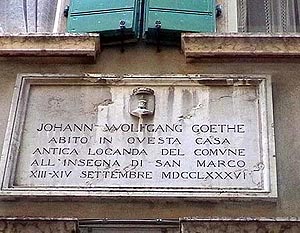 JOHANN WOLFGANG GOETHE
ABITO IN QVESTA CASA
ANTICA LOCANDA DEL COMVNE
ALL'INSEGNA DI SAN MARCO
XIII-XIV SETTEMBRE MDCCLXXXVI